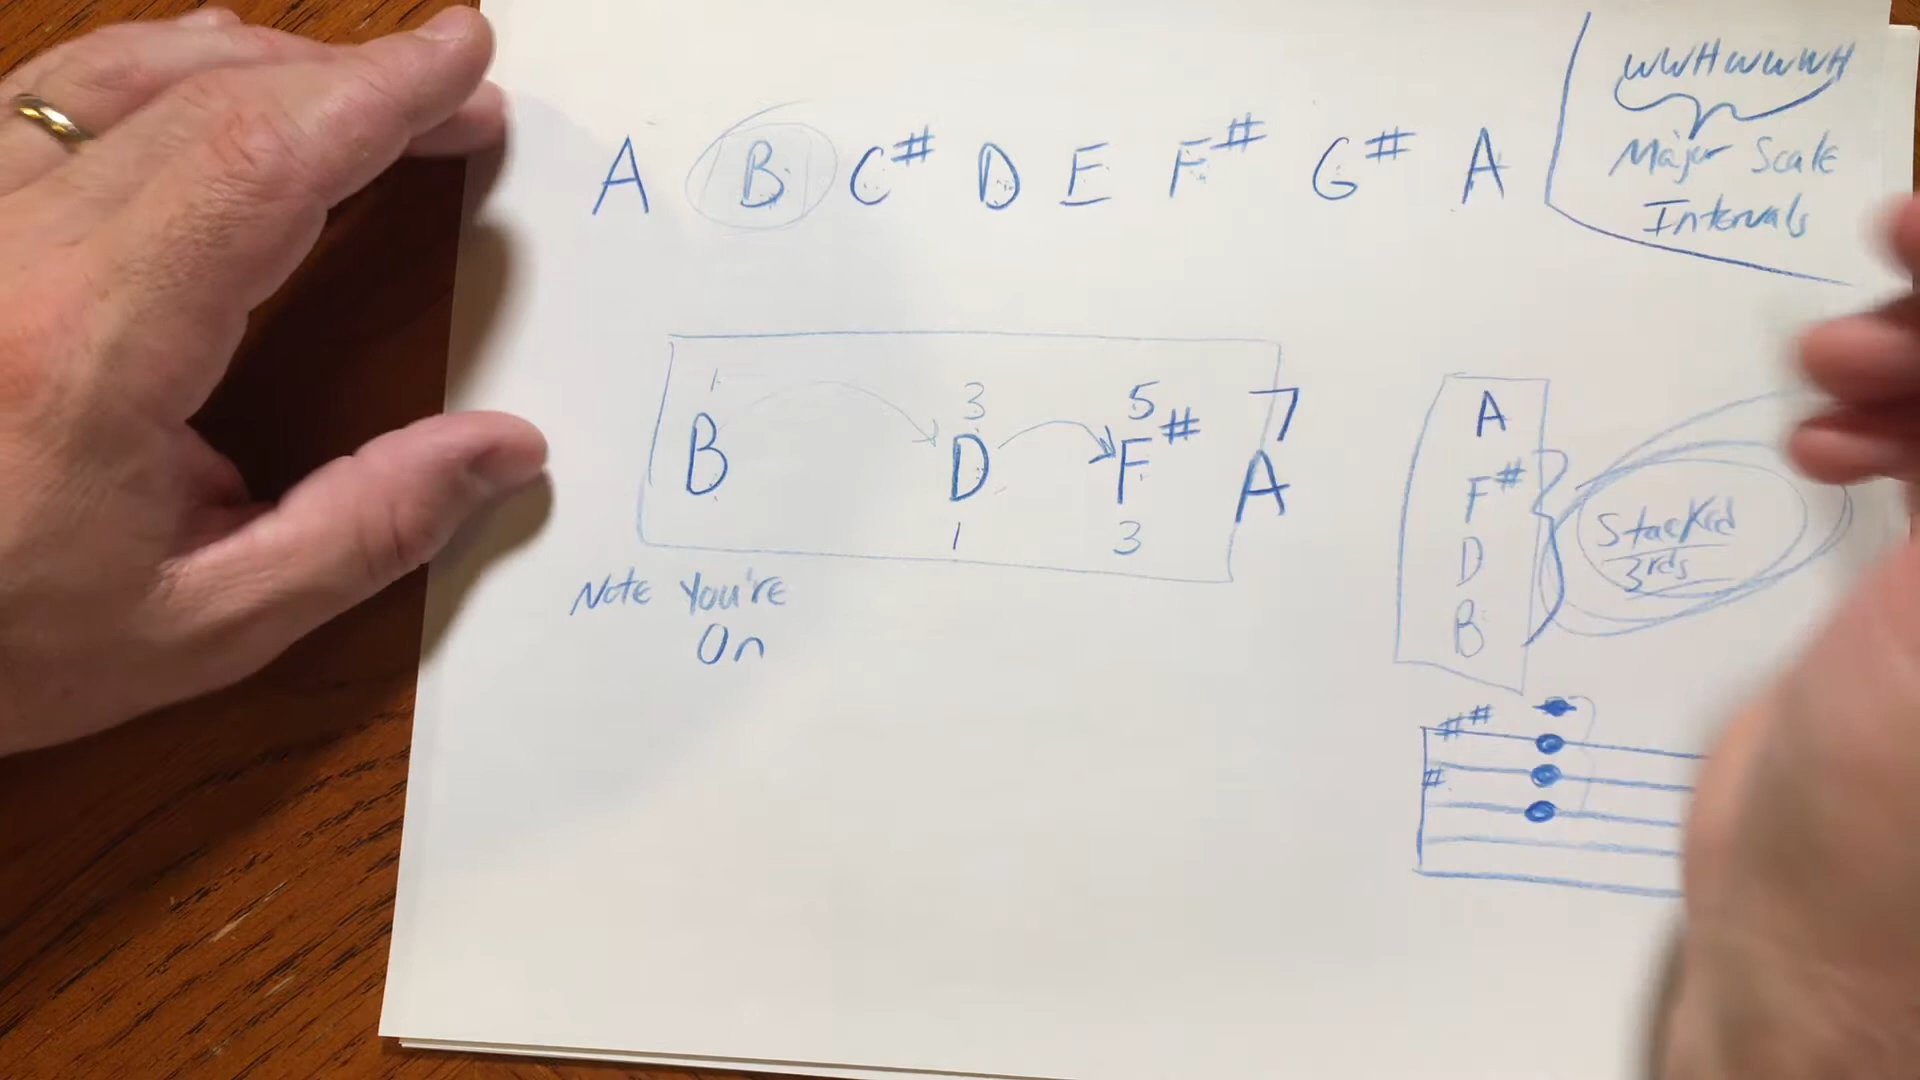 WWHWWWH
Major Scale
Intervals
A B C# D E F# G# A
1 3 5 7
B D F# A
1 3
Note You're
On
A
F#
D
B
Stacked
3rds
# #
#